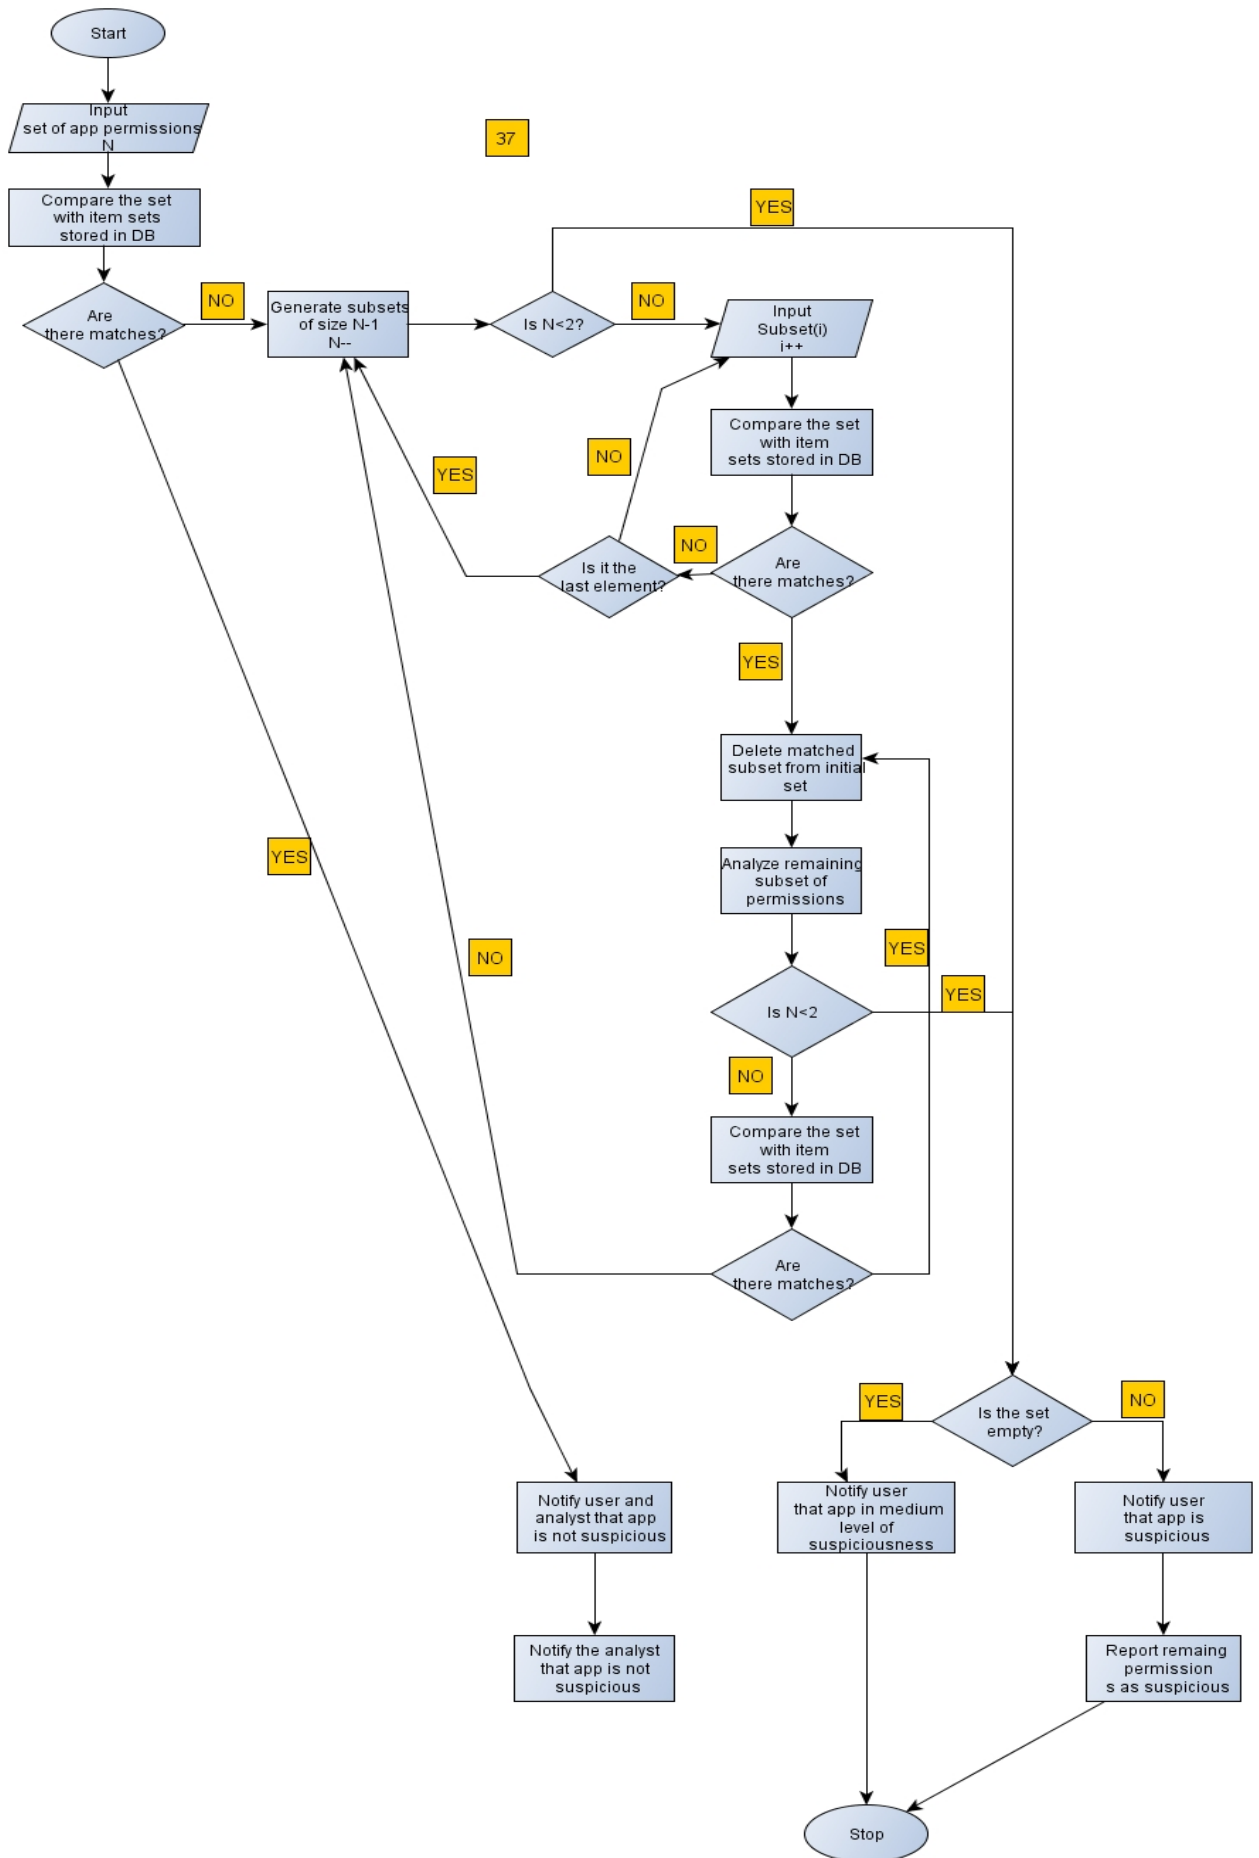 Start
Input
set of app permissions
N
37
Compare the set
with item sets
stored in DB
YES
Are
there matches?
NO
Generate subsets
of size N-1
N--
Is N<2?
NO
Input
Subset(i)
i++
Compare the set
with item
sets stored in DB
NO
YES
Is it the
last element?
NO
Are
there matches?
YES
Delete matched
subset from initial
set
YES
Analyze remaining
subset of
permissions
NO
YES
Is N<2
YES
NO
Compare the set
with item
sets stored in DB
Are
there matches?
YES
Is the set
empty?
NO
Notify user and
analyst that app
is not suspicious
Notify user
that app in medium
level of
suspiciousness
Notify user
that app is
suspicious
Notify the analyst
that app is not
suspicious
Report remaing
permission
s as suspicious
Stop